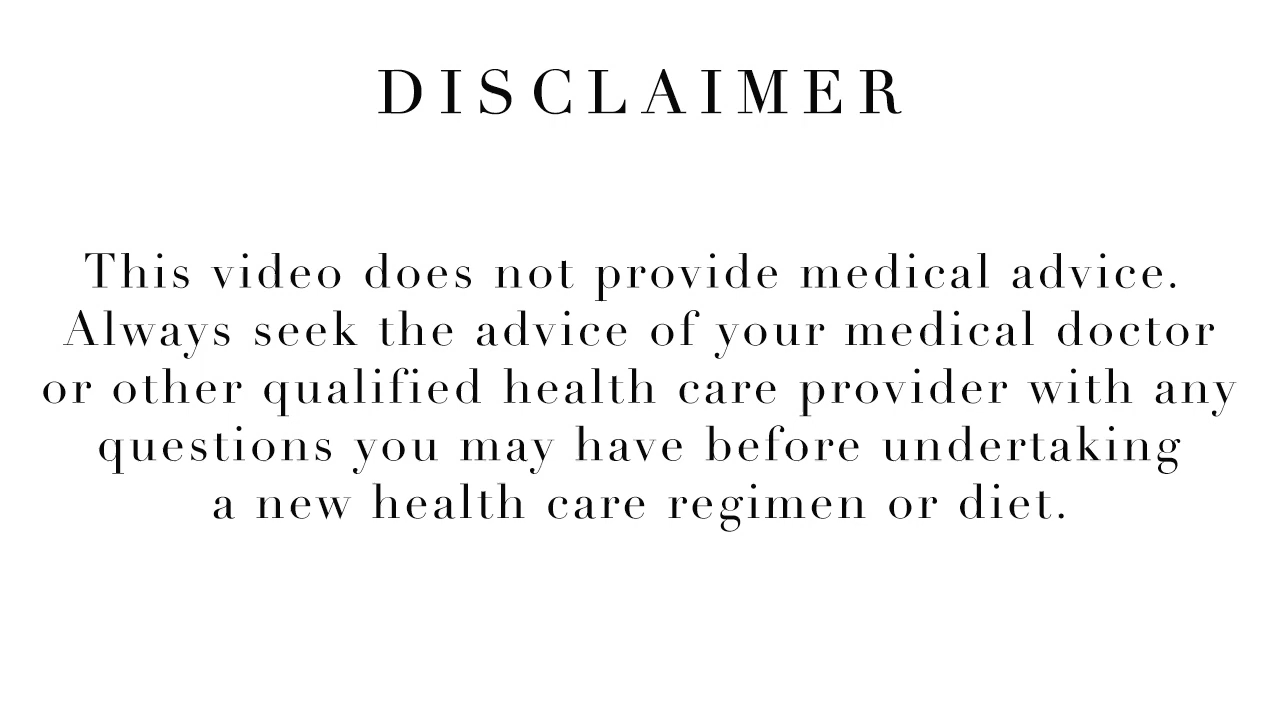 DISCLAIMER
This video does not provide medical advice.
Always seek the advice of your medical doctor
or other qualified health care provider with any
questions you may have before undertaking
a new health care regimen or diet.